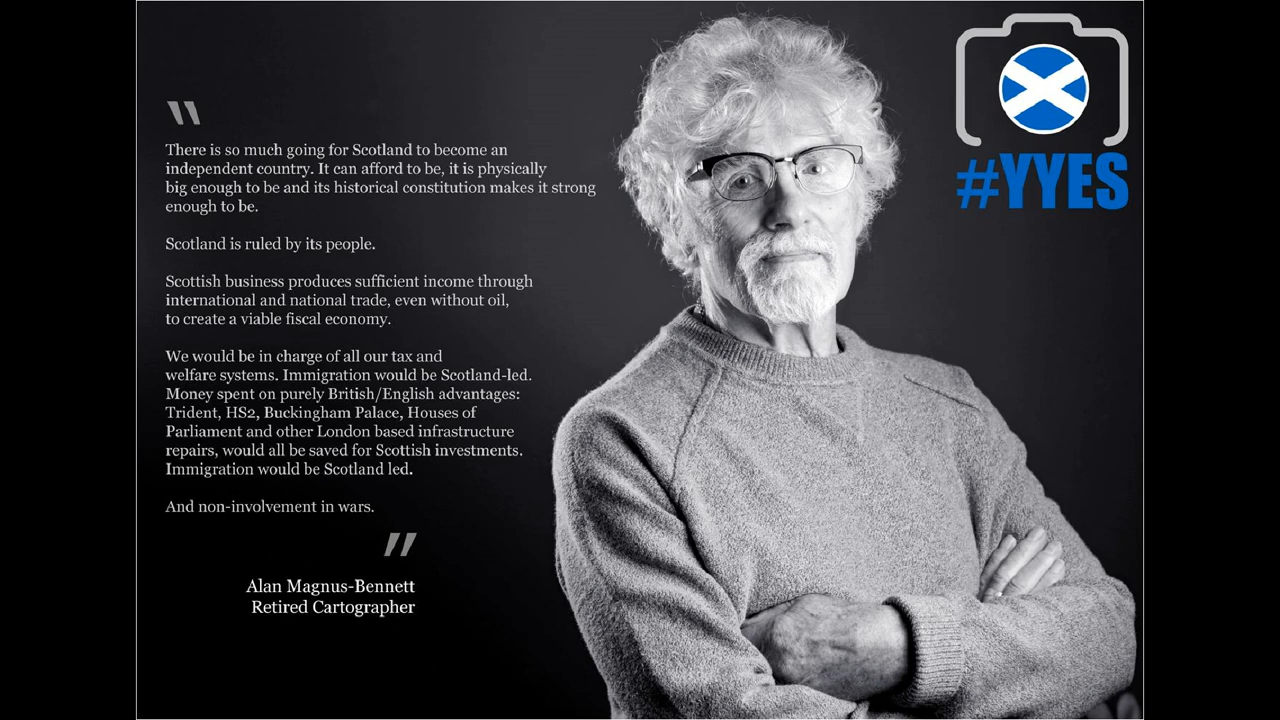 "
There is so much going for Scotland to become an
independent country. It can afford to be, it is physically
big enough to be and its historical constitution makes it strong
enough to be.
Scotland is ruled by its people.
Scottish business produces sufficient income through
international and national trade, even without oil,
to create a viable fiscal economy.
We would be in charge of all our tax and
welfare systems. Immigration would be Scotland-led.
Money spent on purely British/English advantages:
Trident, HS2, Buckingham Palace, Houses of
Parliament and other London based infrastructure
repairs, would all be saved for Scottish investments.
Immigration would be Scotland led.
And non-involvement in wars.
"
Alan Magnus-Bennett
Retired Cartographer
#YYES